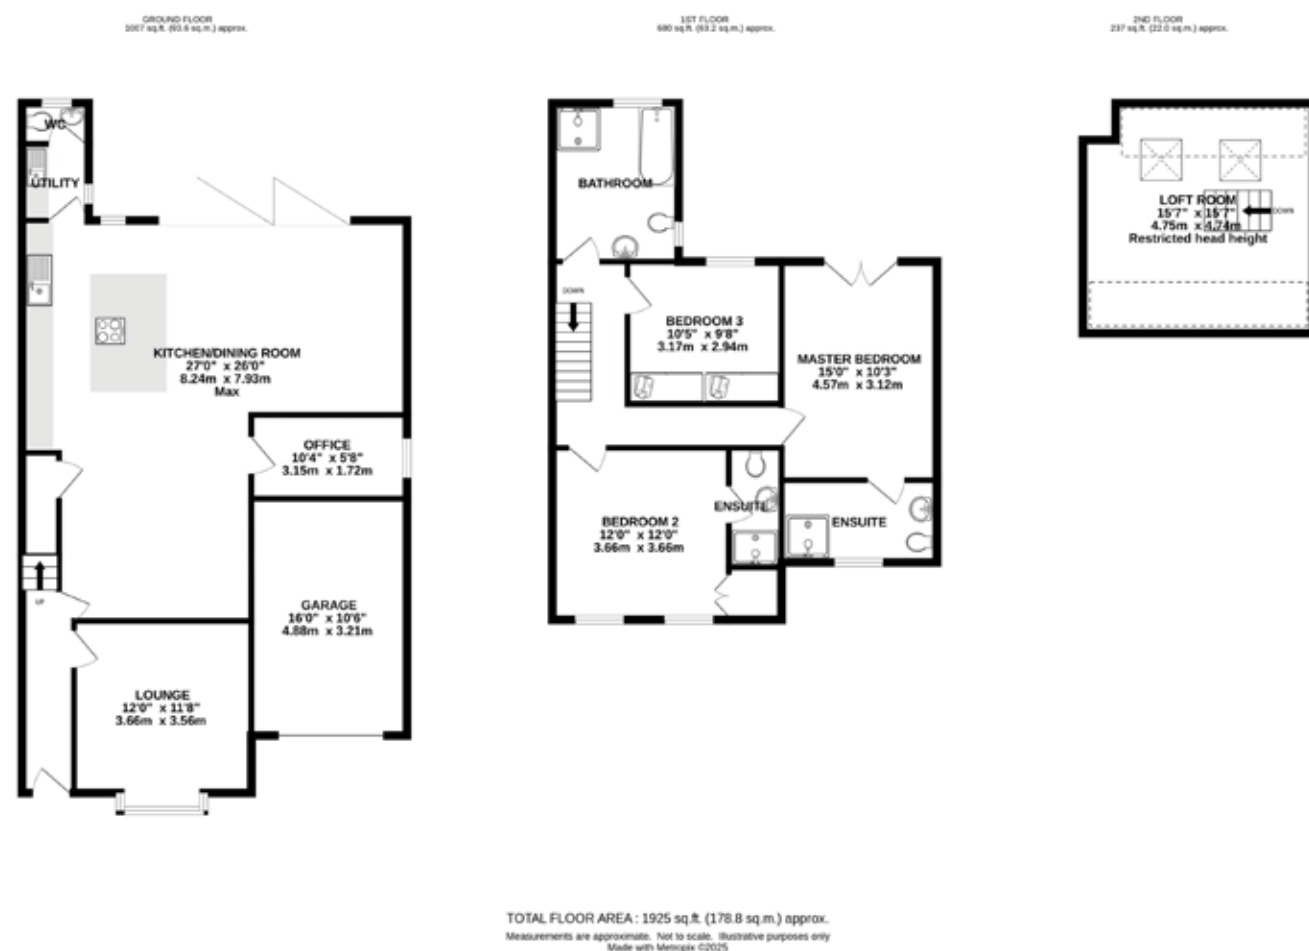 GROUND FLOOR
1007 sq.ft. (93.6 sq.m.) approx.
1ST FLOOR
680 sq.ft. (63.2 sq.m.) approx.
2ND FLOOR
237 sq.ft. (22.0 sq.m.) approx.
WC
UTILITY
KITCHEN/DINING ROOM
27'0" x 26'0"
8.24m x 7.93m
Max
OFFICE
10'4" x 5'8"
3.15m x 1.72m
UP
GARAGE
16'0" x 10'6"
4.88m x 3.21m
LOUNGE
12'0" x 11'8"
3.66m x 3.56m
BATHROOM
DOWN
BEDROOM 3
10'5" x 9'8"
3.17m x 2.94m
MASTER BEDROOM
15'0" x 10'3"
4.57m x 3.12m
ENSUITE
ENSUITE
BEDROOM 2
12'0" x 12'0"
3.66m x 3.66m
LOFT ROOM
15'7" x 15'7"
4.75m x 4.74m
Restricted head height
DOWN
TOTAL FLOOR AREA : 1925 sq.ft. (178.8 sq.m.) approx.
Measurements are approximate. Not to scale. Illustrative purposes only
Made with Metropix ©2025